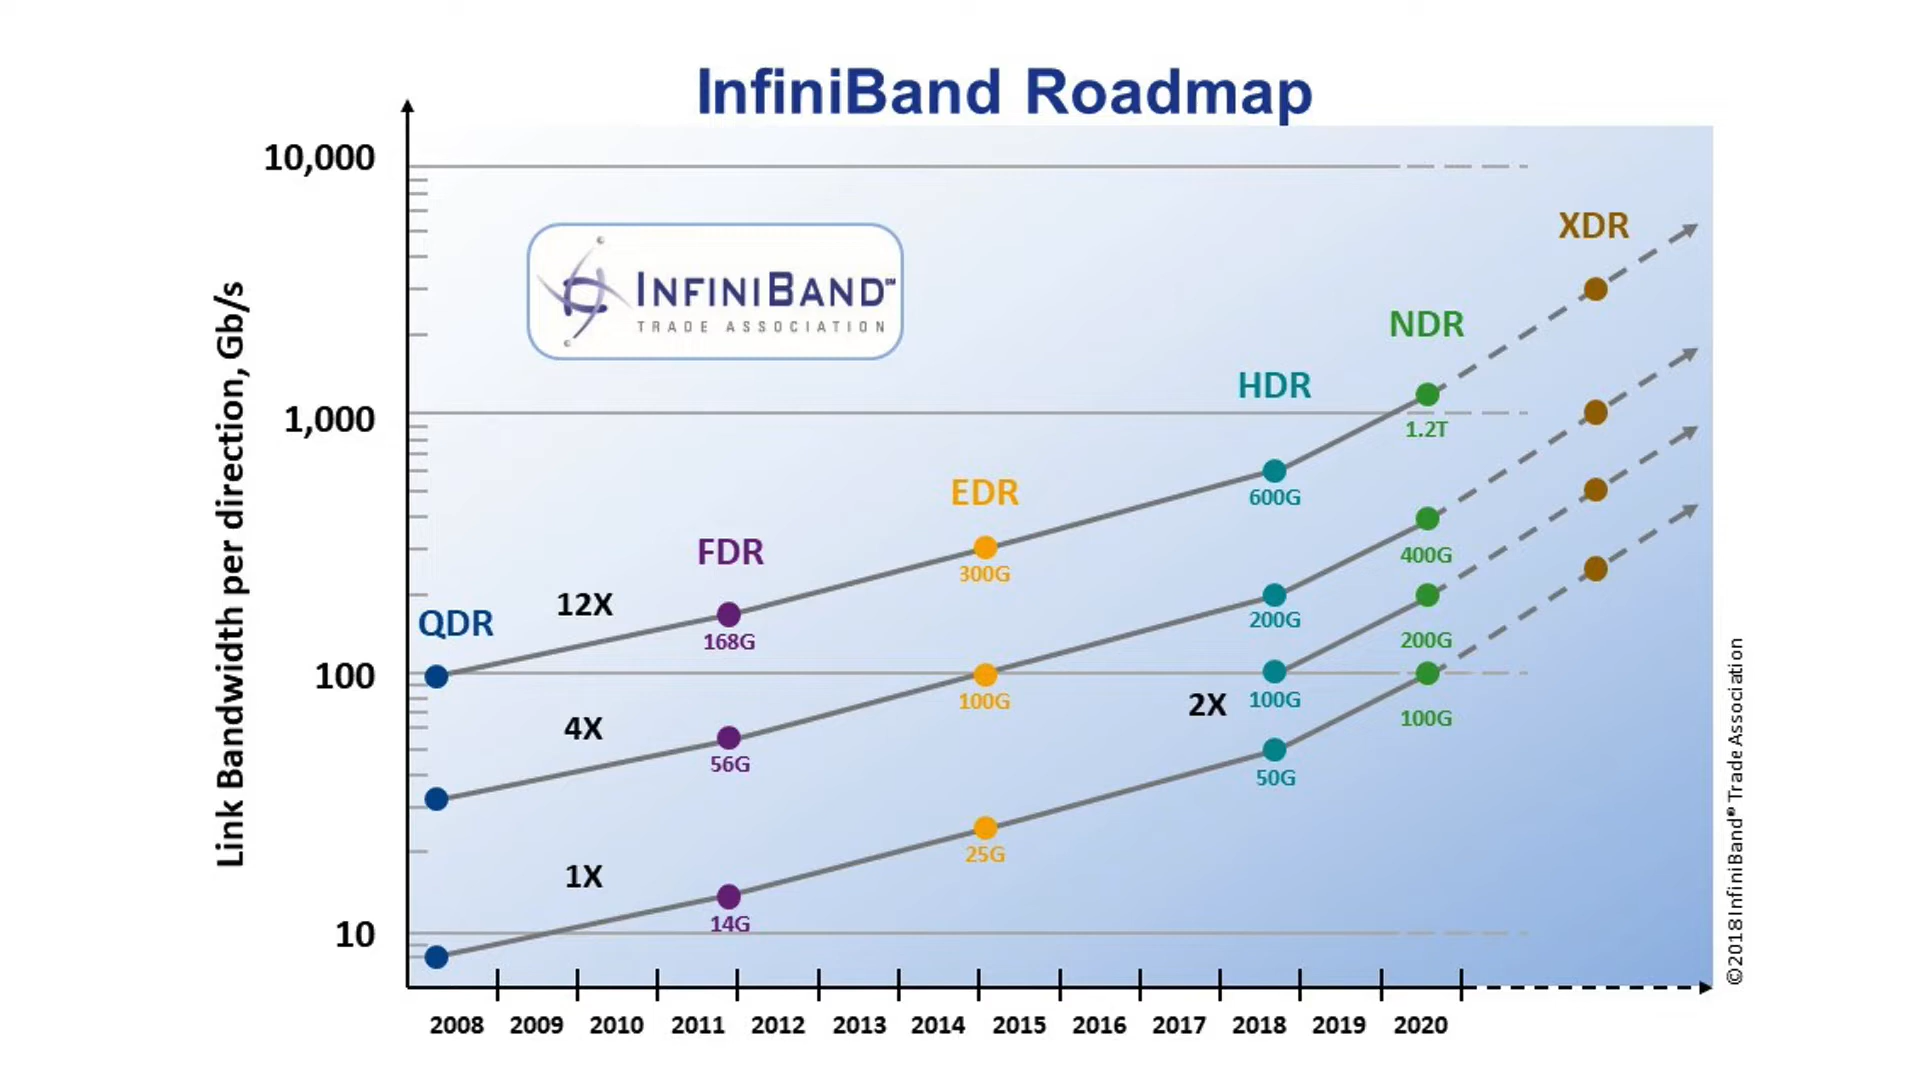 InfiniBand Roadmap
10,000
1,000
100
10
Link Bandwidth per direction, Gb/s
INFINIBAND℠
TRADE ASSOCIATION
XDR
NDR
HDR
EDR
FDR
QDR
12X
4X
2X
1X
1.2T
600G
300G
168G
400G
200G
100G
56G
200G
100G
100G
50G
25G
14G
2008 2009 2010 2011 2012 2013 2014 2015 2016 2017 2018 2019 2020
©2018 InfiniBand® Trade Association